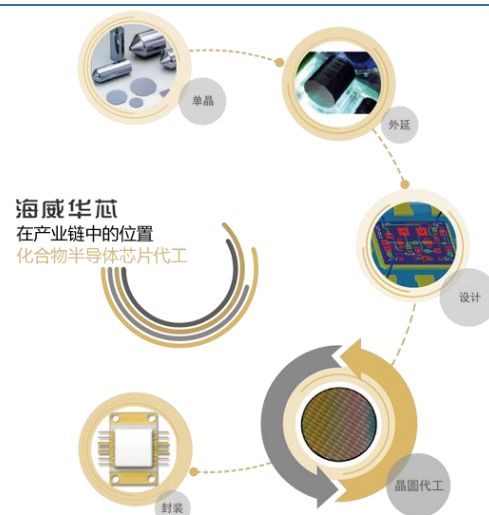 单晶
外延
海威华芯
在产业链中的位置
化合物半导体芯片代工
设计
晶圆代工
封装